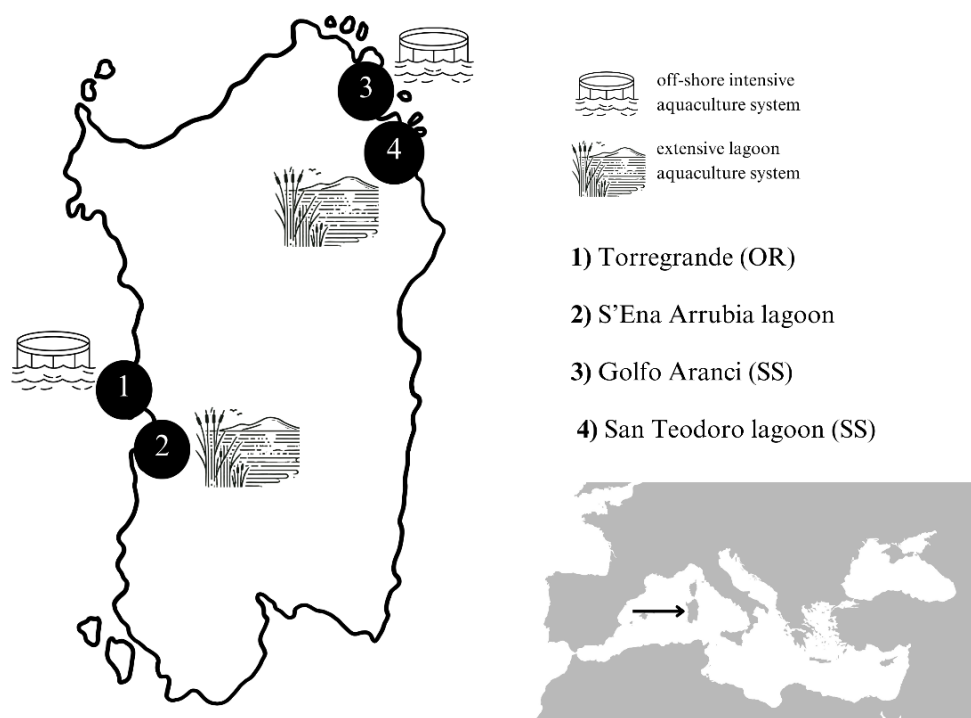 3
4
1
2
off-shore intensive
aquaculture system
extensive lagoon
aquaculture system
1) Torregrande (OR)
2) S’Ena Arrubia lagoon
3) Golfo Aranci (SS)
4) San Teodoro lagoon (SS)